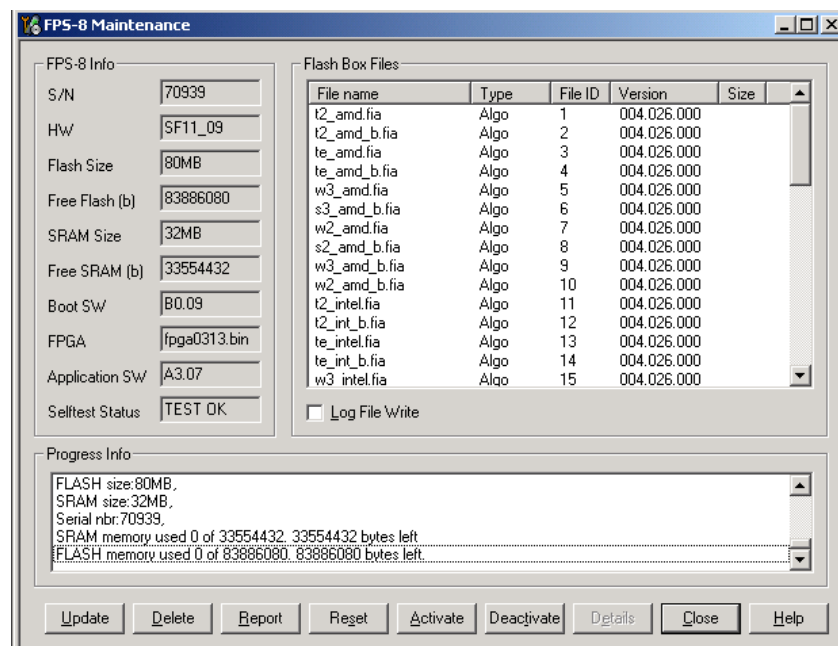 FPS-8 Maintenance
FPS-8 Info
S/N 70939
HW SF11_09
Flash Size 80MB
Free Flash (b) 83886080
SRAM Size 32MB
Free SRAM (b) 33554432
Boot SW B0.09
FPGA fpga0313.bin
Application SW A3.07
Selftest Status TEST OK
Flash Box Files
File name Type File ID Version Size
t2_amd.fia Algo 1 004.026.000
t2_amd_b.fia Algo 2 004.026.000
te_amd.fia Algo 3 004.026.000
te_amd_b.fia Algo 4 004.026.000
w3_amd.fia Algo 5 004.026.000
s3_amd_b.fia Algo 6 004.026.000
w2_amd.fia Algo 7 004.026.000
s2_amd_b.fia Algo 8 004.026.000
w3_amd_b.fia Algo 9 004.026.000
w2_amd_b.fia Algo 10 004.026.000
t2_intel.fia Algo 11 004.026.000
t2_int_b.fia Algo 12 004.026.000
te_intel.fia Algo 13 004.026.000
te_int_b.fia Algo 14 004.026.000
w3_intel.fia Algo 15 004.026.000
Log File Write
Progress Info
FLASH size:80MB,
SRAM size:32MB,
Serial nbr:70939,
SRAM memory used 0 of 33554432. 33554432 bytes left
FLASH memory used 0 of 83886080. 83886080 bytes left.
Update Delete Report Reset Activate Deactivate Details Close Help